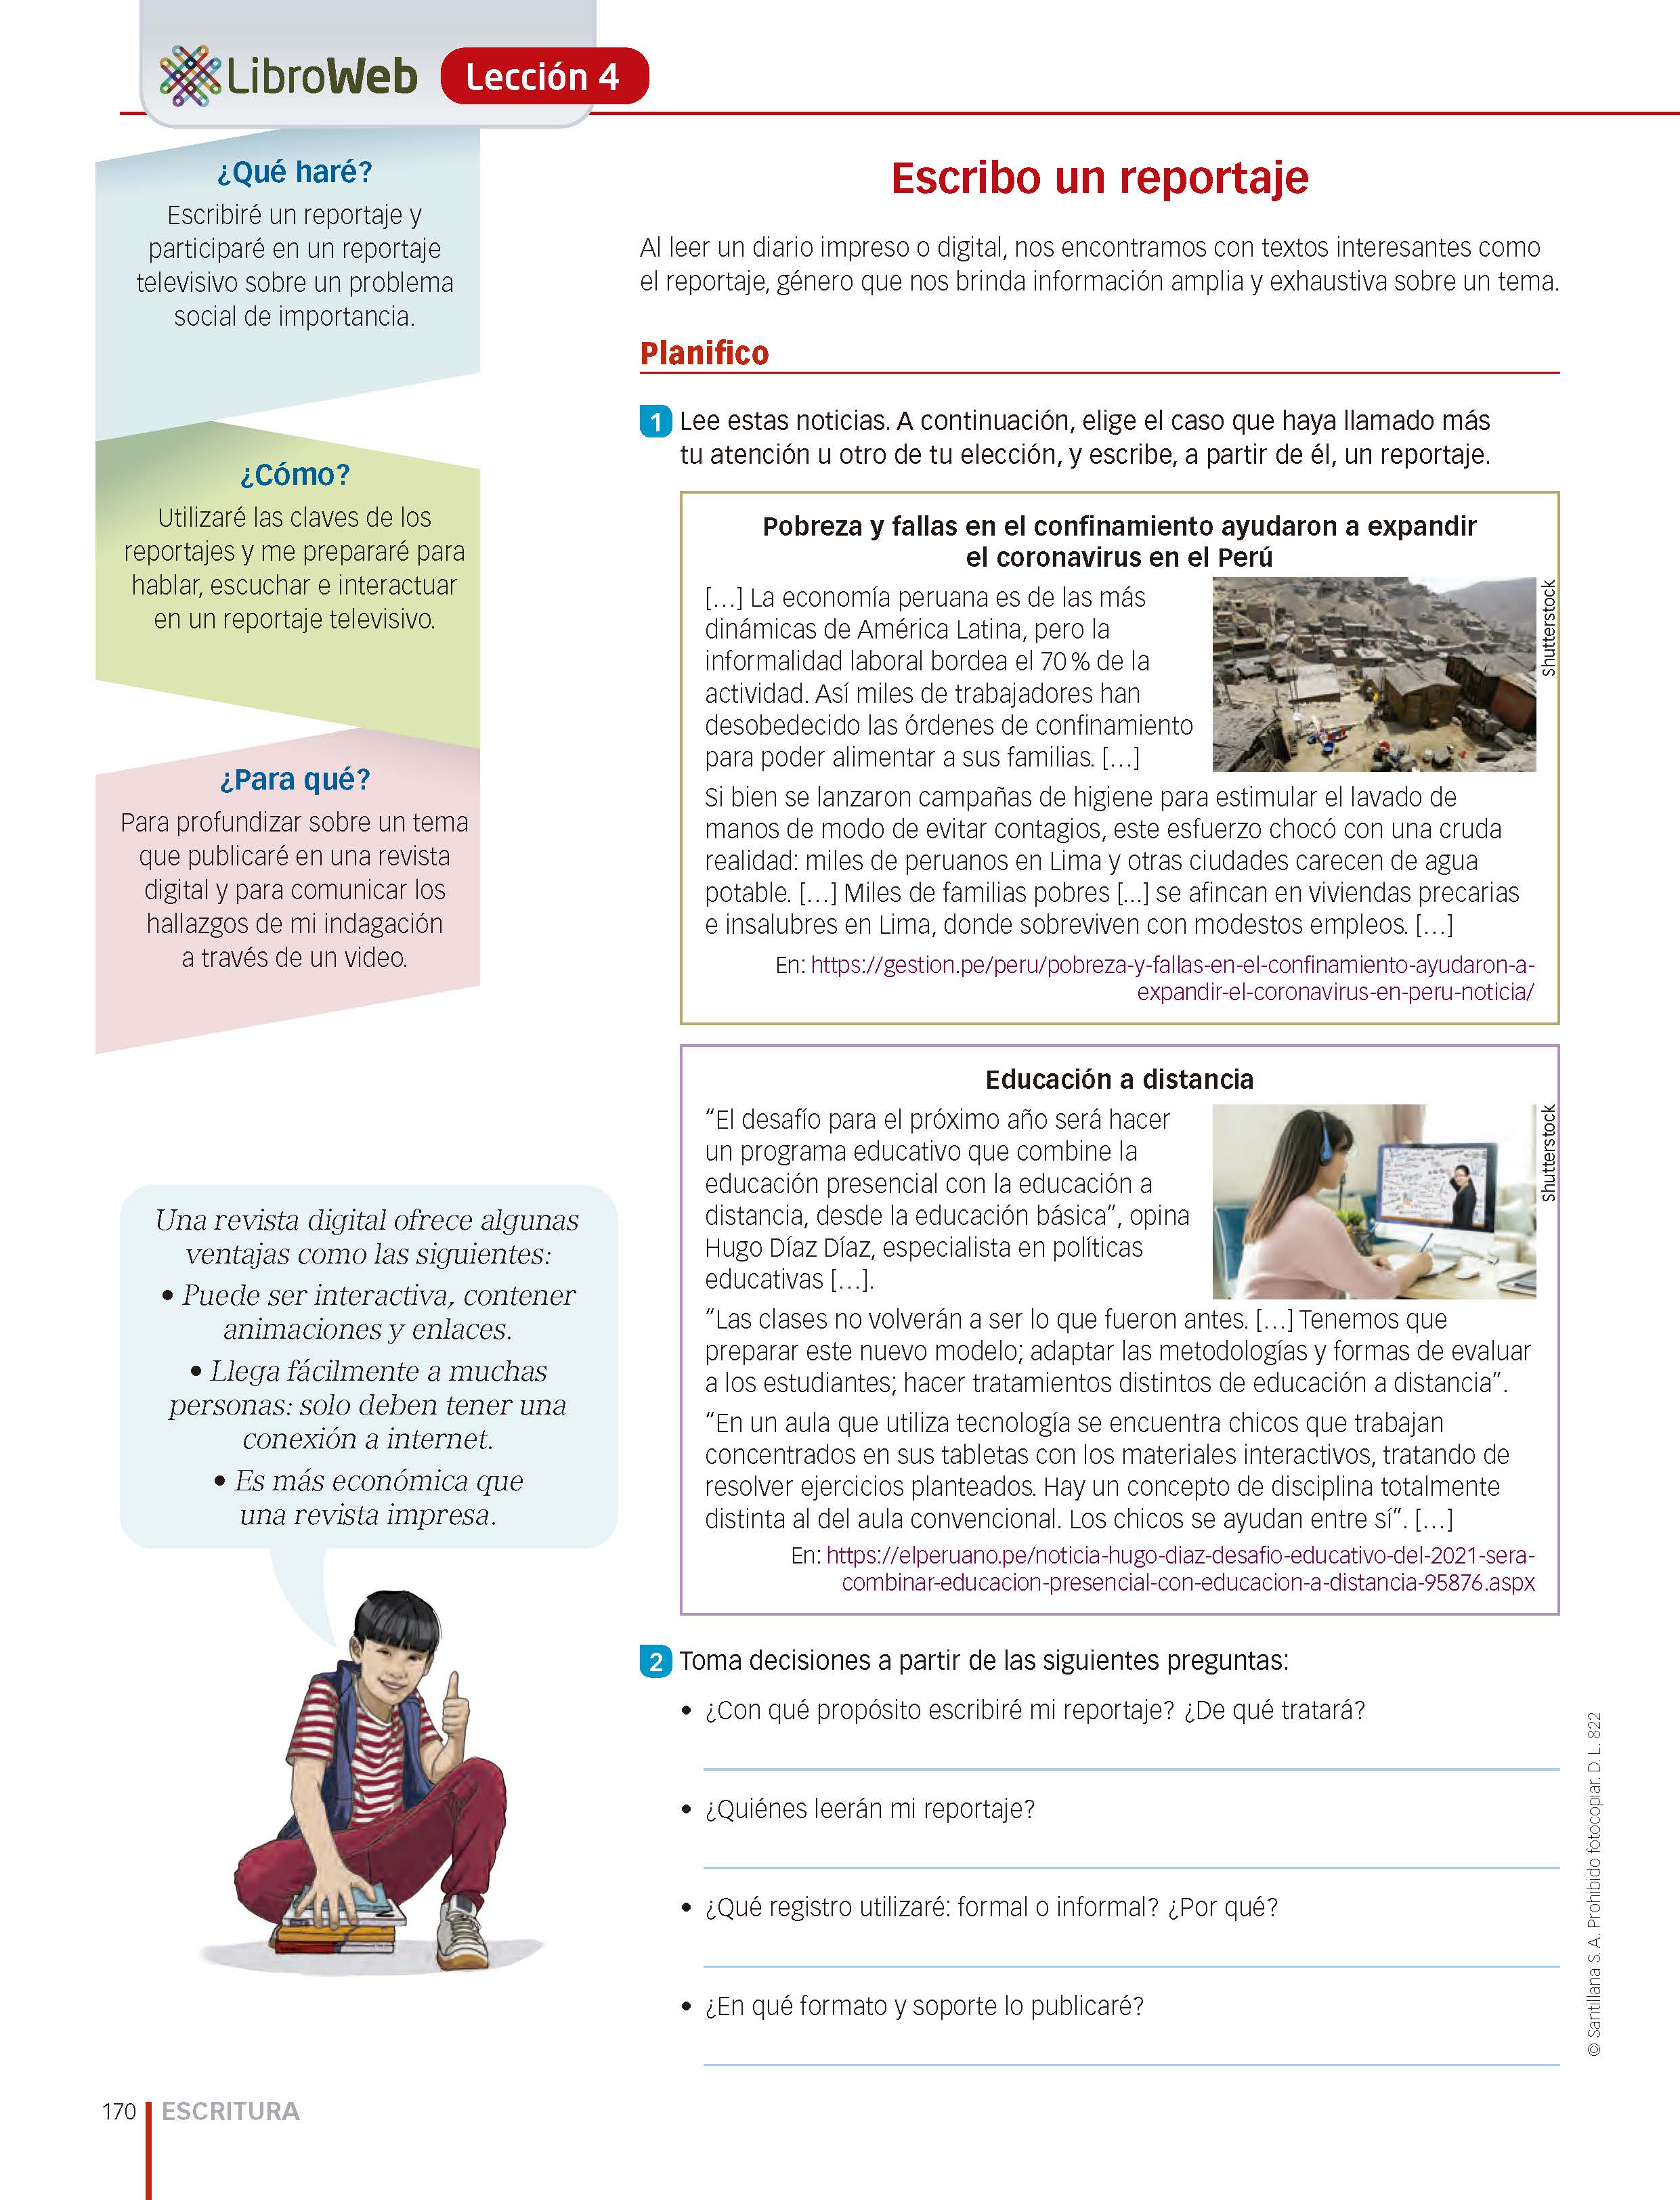 LibroWeb
Lección 4
¿Qué haré?
Escribiré un reportaje y
participaré en un reportaje
televisivo sobre un problema
social de importancia.
¿Cómo?
Utilizaré las claves de los
reportajes y me prepararé para
hablar, escuchar e interactuar
en un reportaje televisivo.
¿Para qué?
Para profundizar sobre un tema
que publicaré en una revista
digital y para comunicar los
hallazgos de mi indagación
a través de un video.
Una revista digital ofrece algunas
ventajas como las siguientes:
• Puede ser interactiva, contener
animaciones y enlaces.
• Llega fácilmente a muchas
personas: solo deben tener una
conexión a internet.
• Es más económica que
una revista impresa.
Escribo un reportaje
Al leer un diario impreso o digital, nos encontramos con textos interesantes como
el reportaje, género que nos brinda información amplia y exhaustiva sobre un tema.
Planifico
1 Lee estas noticias. A continuación, elige el caso que haya llamado más
tu atención u otro de tu elección, y escribe, a partir de él, un reportaje.
Pobreza y fallas en el confinamiento ayudaron a expandir
el coronavirus en el Perú
[…] La economía peruana es de las más
dinámicas de América Latina, pero la
informalidad laboral bordea el 70 % de la
actividad. Así miles de trabajadores han
desobedecido las órdenes de confinamiento
para poder alimentar a sus familias. […]
Shutterstock
Si bien se lanzaron campañas de higiene para estimular el lavado de
manos de modo de evitar contagios, este esfuerzo chocó con una cruda
realidad: miles de peruanos en Lima y otras ciudades carecen de agua
potable. […] Miles de familias pobres [...] se afincan en viviendas precarias
e insalubres en Lima, donde sobreviven con modestos empleos. […]
En: https://gestion.pe/peru/pobreza-y-fallas-en-el-confinamiento-ayudaron-a-
expandir-el-coronavirus-en-peru-noticia/
Educación a distancia
“El desafío para el próximo año será hacer
un programa educativo que combine la
educación presencial con la educación a
distancia, desde la educación básica”, opina
Hugo Díaz Díaz, especialista en políticas
educativas […].
Shutterstock
“Las clases no volverán a ser lo que fueron antes. […] Tenemos que
preparar este nuevo modelo; adaptar las metodologías y formas de evaluar
a los estudiantes; hacer tratamientos distintos de educación a distancia”.
“En un aula que utiliza tecnología se encuentra chicos que trabajan
concentrados en sus tabletas con los materiales interactivos, tratando de
resolver ejercicios planteados. Hay un concepto de disciplina totalmente
distinta al del aula convencional. Los chicos se ayudan entre sí”. […]
En: https://elperuano.pe/noticia-hugo-diaz-desafio-educativo-del-2021-sera-
combinar-educacion-presencial-con-educacion-a-distancia-95876.aspx
2 Toma decisiones a partir de las siguientes preguntas:
• ¿Con qué propósito escribiré mi reportaje? ¿De qué tratará?
• ¿Quiénes leerán mi reportaje?
• ¿Qué registro utilizaré: formal o informal? ¿Por qué?
• ¿En qué formato y soporte lo publicaré?
© Santillana S. A. Prohibido fotocopiar. D. L. 822
170 ESCRITURA